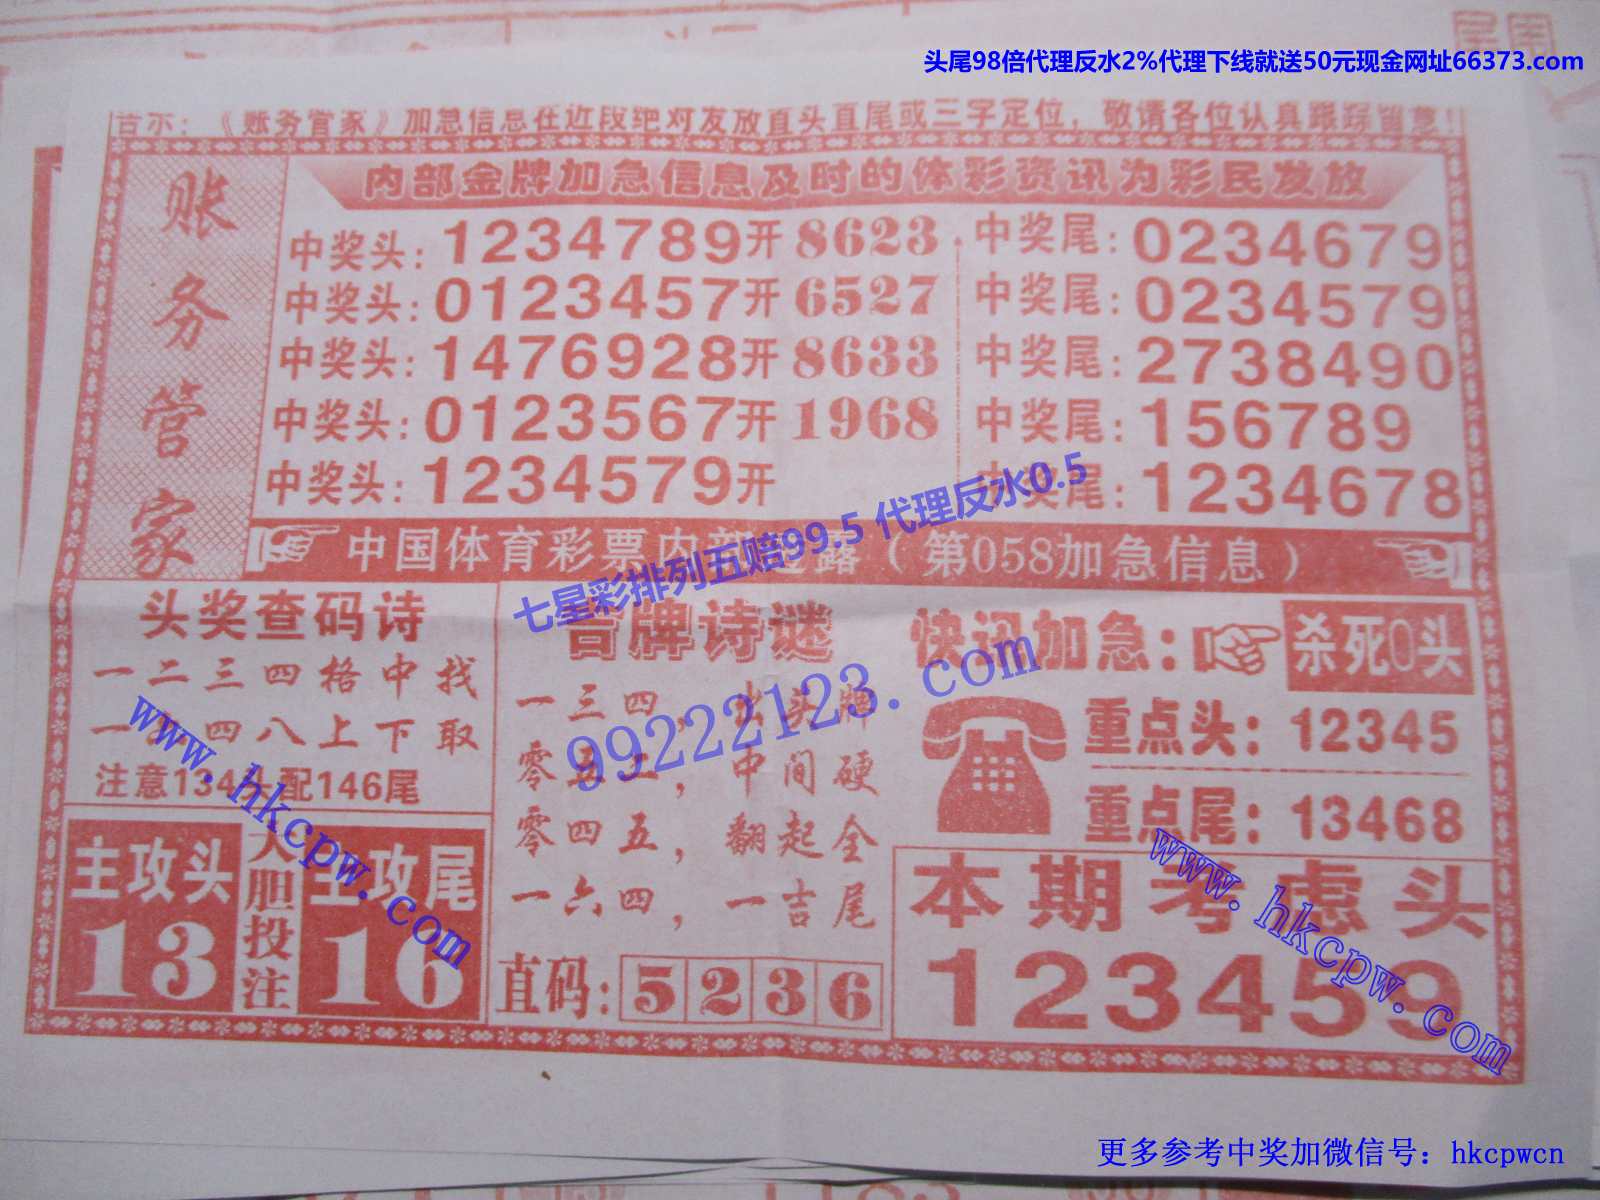 头尾98倍代理反水2%代理下线就送50元现金网址66373.com
告示：《账务管家》加急信息在近段绝对发放直头直尾或三字定位，敬请各位认真跟踪留意！
账务管家
内部金牌加急信息及时的体彩资讯为彩民发放
中奖头：1234789开8623 中奖尾：0234679
中奖头：0123457开6527 中奖尾：0234579
中奖头：1476928开8633 中奖尾：2738490
中奖头：0123567开1968 中奖尾：156789
中奖头：1234579开 中奖尾：1234678
七星彩排列五赔99.5 代理反水0.5
中国体育彩票内部透露（第058加急信息）
头奖查码诗
一二三四格中找
一 四八上下取
注意134头配146尾
主攻头
13
大胆投注
主攻尾
16
吉牌诗谜
一三四，出头牌
零五二，中间硬
零四五，翻起全
一六四，一吉尾
直码：5236
快讯加急：杀死0头
重点头：12345
重点尾：13468
本期考虑头
123459
99222123.com
www.hkcpw.com
www.hkcpw.com
更多参考中奖加微信号：hkcpwcn